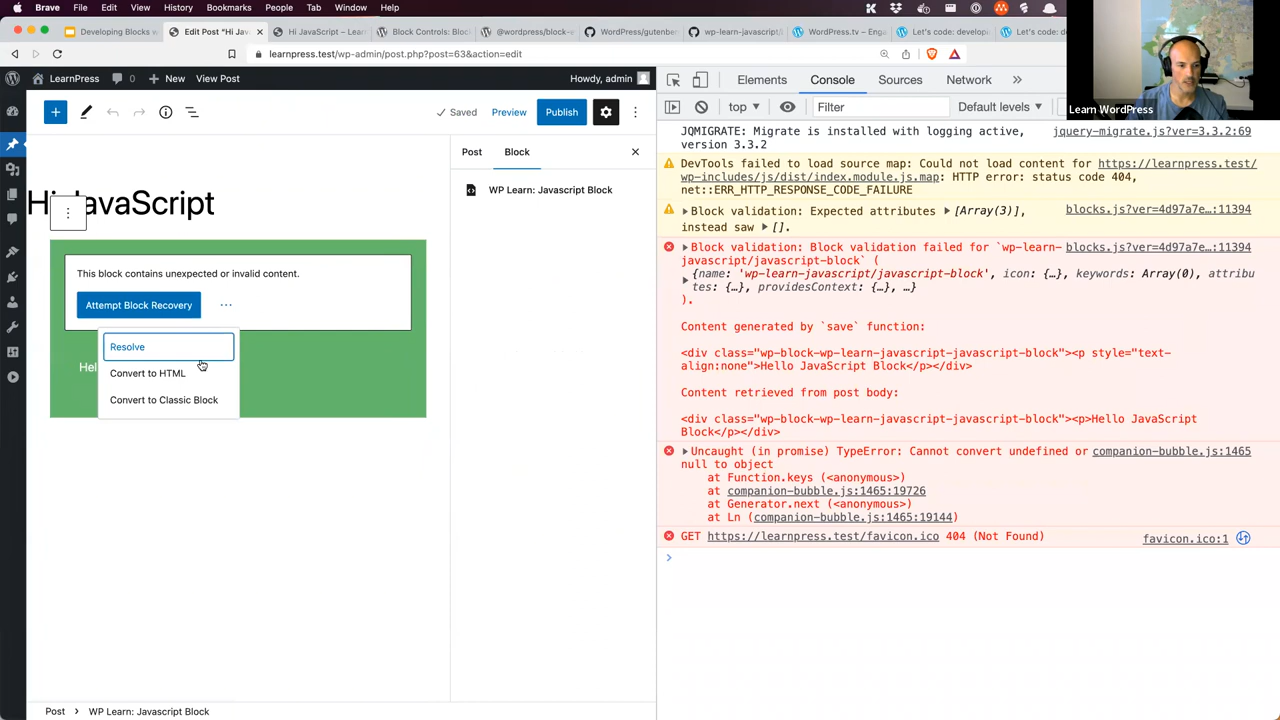 Chrome File Edit View History Bookmarks People Tab Window Help
Developing Blocks w
Edit Post "Hi Jav
Hi JavaScript – Learn
Block Controls: Block
@wordpress/block-
WordPress/gutenbe
wp-learn-javascript/
WordPress.tv – Eng
Let's code: develop
Let's code: develop
learnpress.test/wp-admin/post.php?post=63&action=edit
LearnPress 0 New View Post Howdy, admin
Saved Preview Publish
Post Block
WP Learn: Javascript Block
Hi JavaScript
This block contains unexpected or invalid content.
Attempt Block Recovery
Resolve
Hel
Convert to HTML
Convert to Classic Block
Post WP Learn: Javascript Block
Elements Console Sources Network
Learn WordPress
top Filter Default levels
JQMIGRATE: Migrate is installed with logging active, jquery-migrate.js?ver=3.3.2:69
version 3.3.2
DevTools failed to load source map: Could not load content for https://learnpress.test/
wp-includes/js/dist/index.module.js.map: HTTP error: status code 404,
net::ERR_HTTP_RESPONSE_CODE_FAILURE
Block validation: Expected attributes [Array(3)], blocks.js?ver=4d97a7e…:11394
instead saw [].
Block validation: Block validation failed for `wp-learn- blocks.js?ver=4d97a7e…:11394
javascript/javascript-block` (
{name: 'wp-learn-javascript/javascript-block', icon: {…}, keywords: Array(0), attribu
tes: {…}, providesContext: {…}, …}
).
Content generated by `save` function:
<div class="wp-block-wp-learn-javascript-javascript-block"><p style="text-
align:none">Hello JavaScript Block</p></div>
Content retrieved from post body:
<div class="wp-block-wp-learn-javascript-javascript-block"><p>Hello JavaScript
Block</p></div>
Uncaught (in promise) TypeError: Cannot convert undefined or companion-bubble.js:1465
null to object
at Function.keys (<anonymous>)
at companion-bubble.js:1465:19726
at Generator.next (<anonymous>)
at Ln (companion-bubble.js:1465:19144)
GET https://learnpress.test/favicon.ico 404 (Not Found) favicon.ico:1